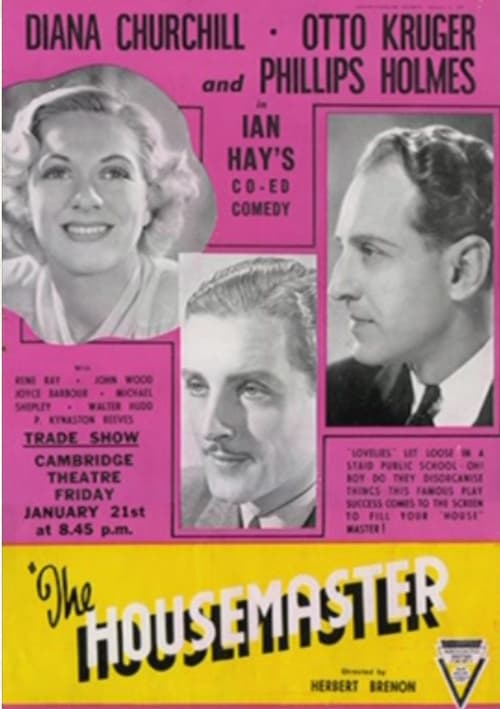 DIANA CHURCHILL · OTTO KRUGER
and PHILLIPS HOLMES
in
IAN
HAY'S
CO-ED
COMEDY
With
RENE RAY · JOHN WOOD
JOYCE BARBOUR · MICHAEL
SHEPLEY · WALTER HUDD
P. KYNASTON REEVES
TRADE SHOW
CAMBRIDGE
THEATRE
FRIDAY
JANUARY 21st
at 8.45 p.m.
"LOVELIES" LET LOOSE IN A
STAID PUBLIC SCHOOL - OH!
BOY DO THEY DISORGANISE
THINGS THIS FAMOUS PLAY
SUCCESS COMES TO THE SCREEN
TO FILL YOUR "HOUSE"
MASTER!
"The
HOUSEMASTER
Directed by
HERBERT BRENON